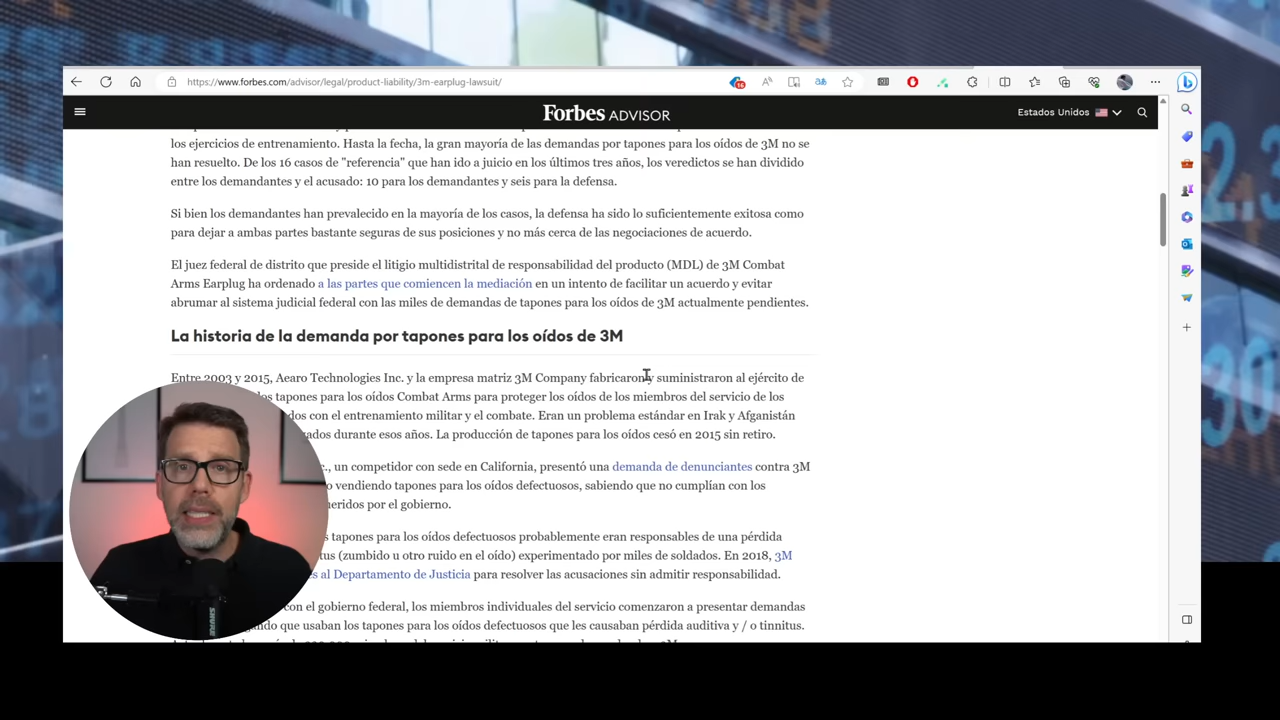 https://www.forbes.com/advisor/legal/product-liability/3m-earplug-lawsuit/
Forbes ADVISOR
Estados Unidos
los ejercicios de entrenamiento. Hasta la fecha, la gran mayoría de las demandas por tapones para los oídos de 3M no se
han resuelto. De los 16 casos de "referencia" que han ido a juicio en los últimos tres años, los veredictos se han dividido
entre los demandantes y el acusado: 10 para los demandantes y seis para la defensa.
Si bien los demandantes han prevalecido en la mayoría de los casos, la defensa ha sido lo suficientemente exitosa como
para dejar a ambas partes bastante seguras de sus posiciones y no más cerca de las negociaciones de acuerdo.
El juez federal de distrito que preside el litigio multidistrital de responsabilidad del producto (MDL) de 3M Combat
Arms Earplug ha ordenado a las partes que comiencen la mediación en un intento de facilitar un acuerdo y evitar
abrumar al sistema judicial federal con las miles de demandas de tapones para los oídos de 3M actualmente pendientes.
La historia de la demanda por tapones para los oídos de 3M
Entre 2003 y 2015, Aearo Technologies Inc. y la empresa matriz 3M Company fabricaron y suministraron al ejército de
los tapones para los oídos Combat Arms para proteger los oídos de los miembros del servicio de los
dos con el entrenamiento militar y el combate. Eran un problema estándar en Irak y Afganistán
ados durante esos años. La producción de tapones para los oídos cesó en 2015 sin retiro.
., un competidor con sede en California, presentó una demanda de denunciantes contra 3M
o vendiendo tapones para los oídos defectuosos, sabiendo que no cumplían con los
eridos por el gobierno.
s tapones para los oídos defectuosos probablemente eran responsables de una pérdida
tus (zumbido u otro ruido en el oído) experimentado por miles de soldados. En 2018, 3M
s al Departamento de Justicia para resolver las acusaciones sin admitir responsabilidad.
con el gobierno federal, los miembros individuales del servicio comenzaron a presentar demandas
ndo que usaban los tapones para los oídos defectuosos que les causaban pérdida auditiva y / o tinnitus.
SHURE